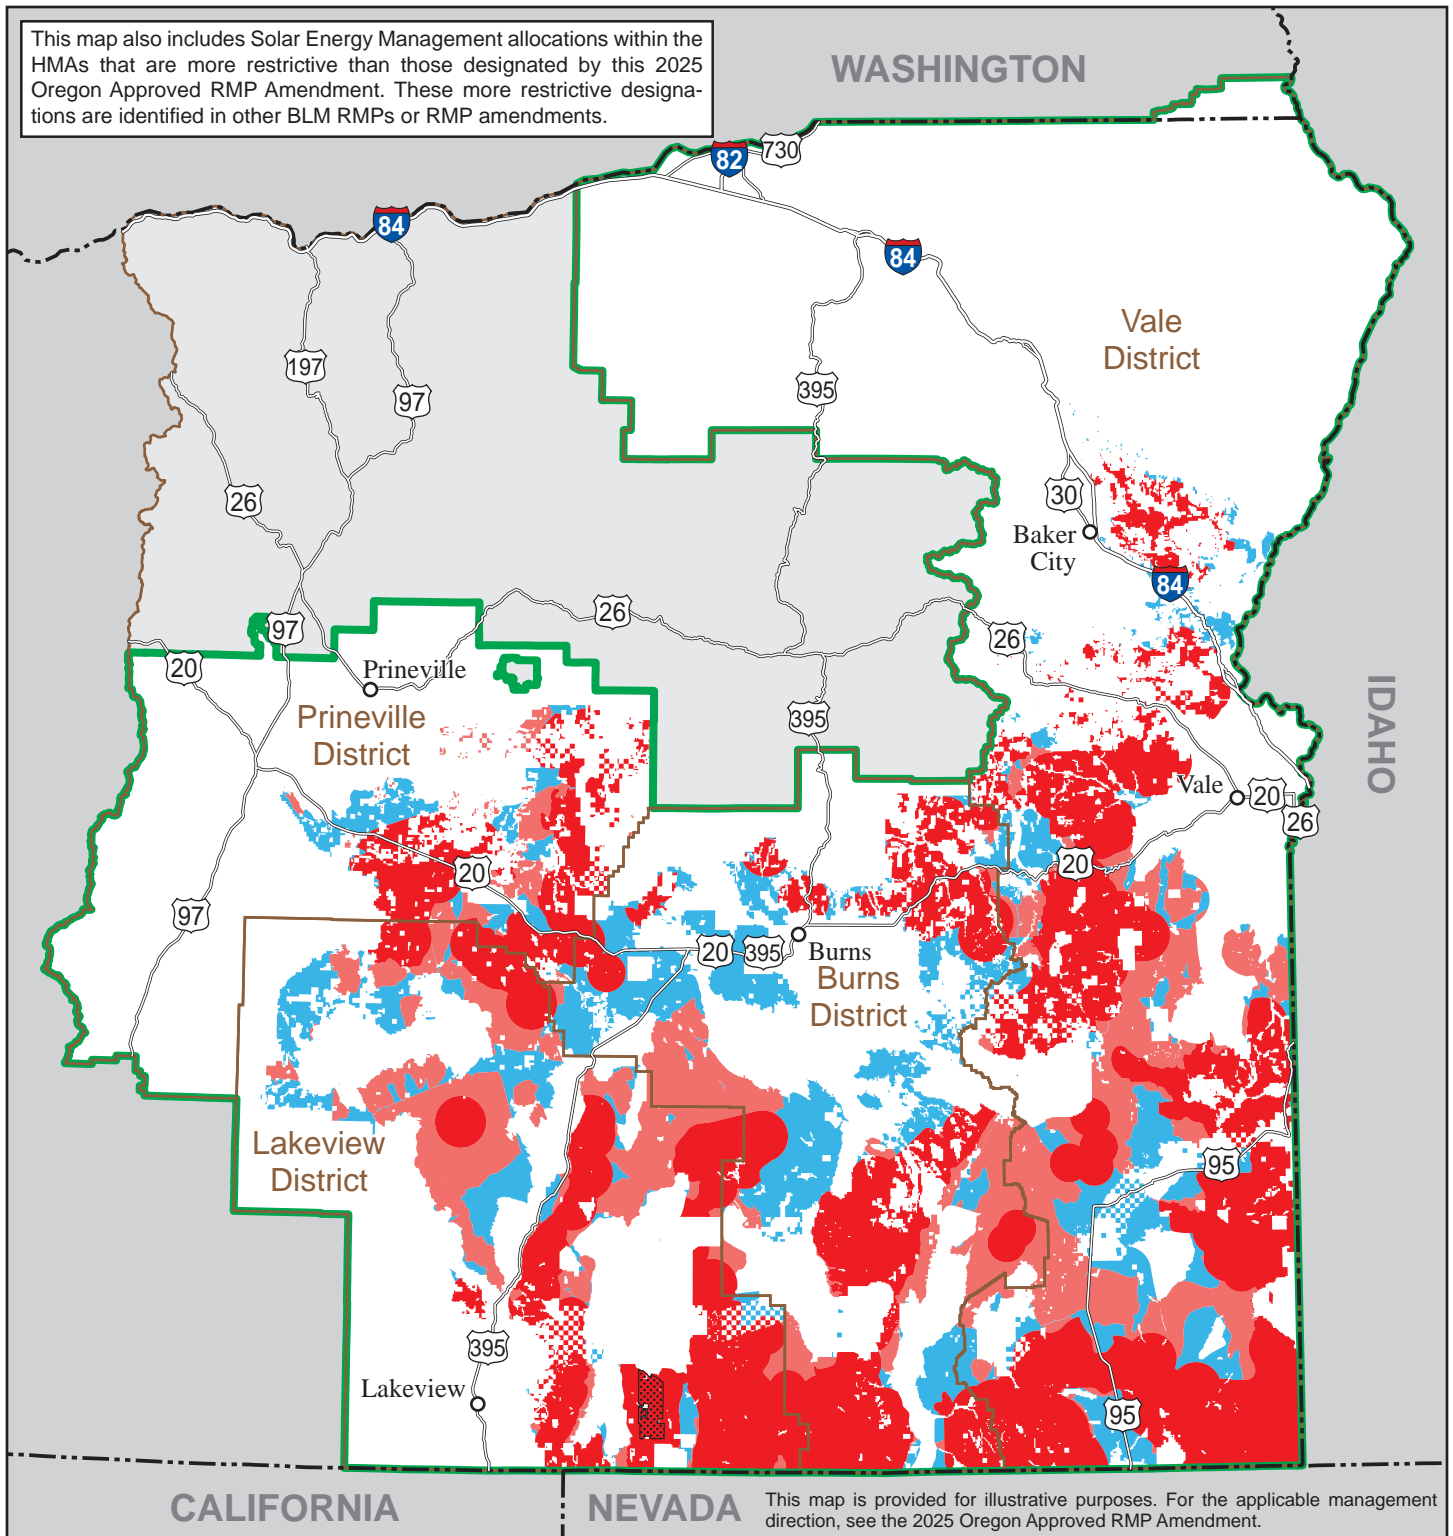 This map also includes Solar Energy Management allocations within the
HMAs that are more restrictive than those designated by this 2025
Oregon Approved RMP Amendment. These more restrictive designa-
tions are identified in other BLM RMPs or RMP amendments.
WASHINGTON
82
730
84
84
Vale
District
197
97
395
26
30
Baker
City
84
97
26
26
20
Prineville
IDAHO
Prineville
District
395
Vale
20
26
20
20
97
20
395
Burns
Burns
District
Lakeview
District
95
395
Lakeview
95
CALIFORNIA
NEVADA
This map is provided for illustrative purposes. For the applicable management
direction, see the 2025 Oregon Approved RMP Amendment.